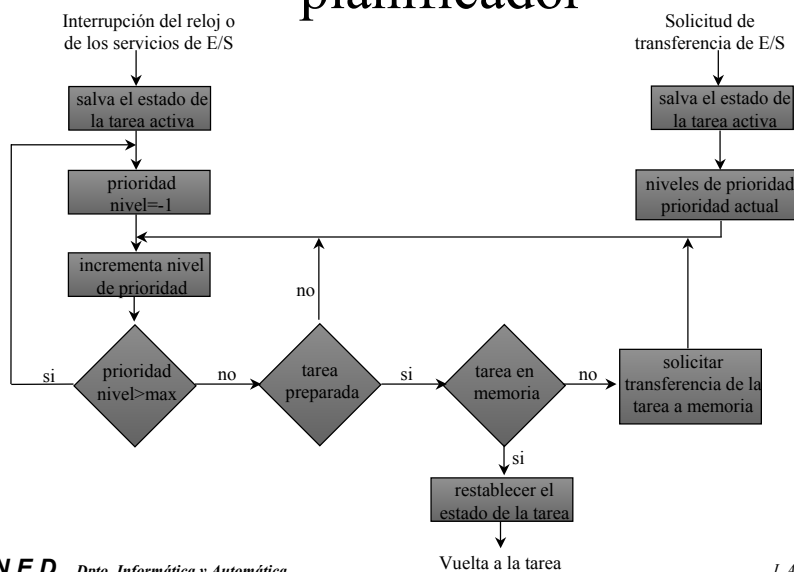 planificador
Interrupción del reloj o
de los servicios de E/S
Solicitud de
transferencia de E/S
salva el estado de
la tarea activa
salva el estado de
la tarea activa
prioridad
nivel=-1
niveles de prioridad
prioridad actual
incrementa nivel
de prioridad
no
si
prioridad
nivel>max
no
tarea
preparada
si
tarea en
memoria
no
solicitar
transferencia de la
tarea a memoria
si
restablecer el
estado de la tarea
Vuelta a la tarea
N E D Dpto. Informática y Automática